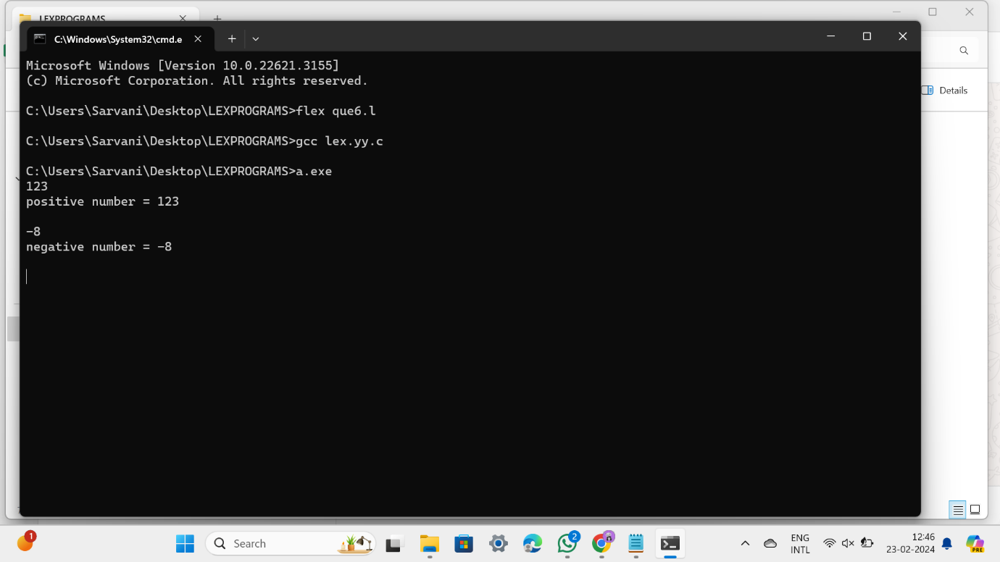 LEXPROGRAMS
C:\Windows\System32\cmd.e
Details
Microsoft Windows [Version 10.0.22621.3155]
(c) Microsoft Corporation. All rights reserved.
C:\Users\Sarvani\Desktop\LEXPROGRAMS>flex que6.l
C:\Users\Sarvani\Desktop\LEXPROGRAMS>gcc lex.yy.c
C:\Users\Sarvani\Desktop\LEXPROGRAMS>a.exe
123
positive number = 123
-8
negative number = -8
1
Search
2
ENG
INTL
12:46
23-02-2024
PRE